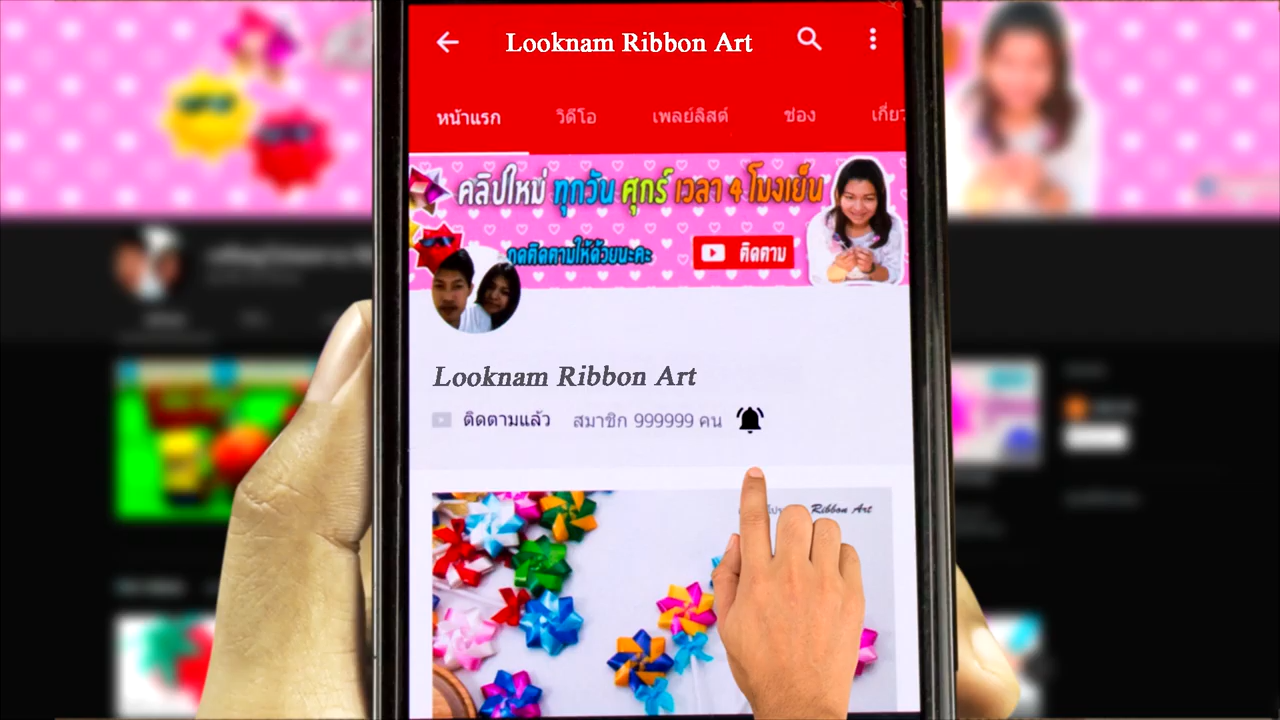 Looknam Ribbon Art
หน้าแรก วิดีโอ เพลย์ลิสต์ ช่อง เกี่ยว
คลิปใหม่ ทุกวัน ศุกร์ เวลา 4 โมงเย็น
กดติดตามให้ด้วยนะคะ ติดตาม
Looknam Ribbon Art
ติดตามแล้ว สมาชิก 999999 คน
Ribbon Art